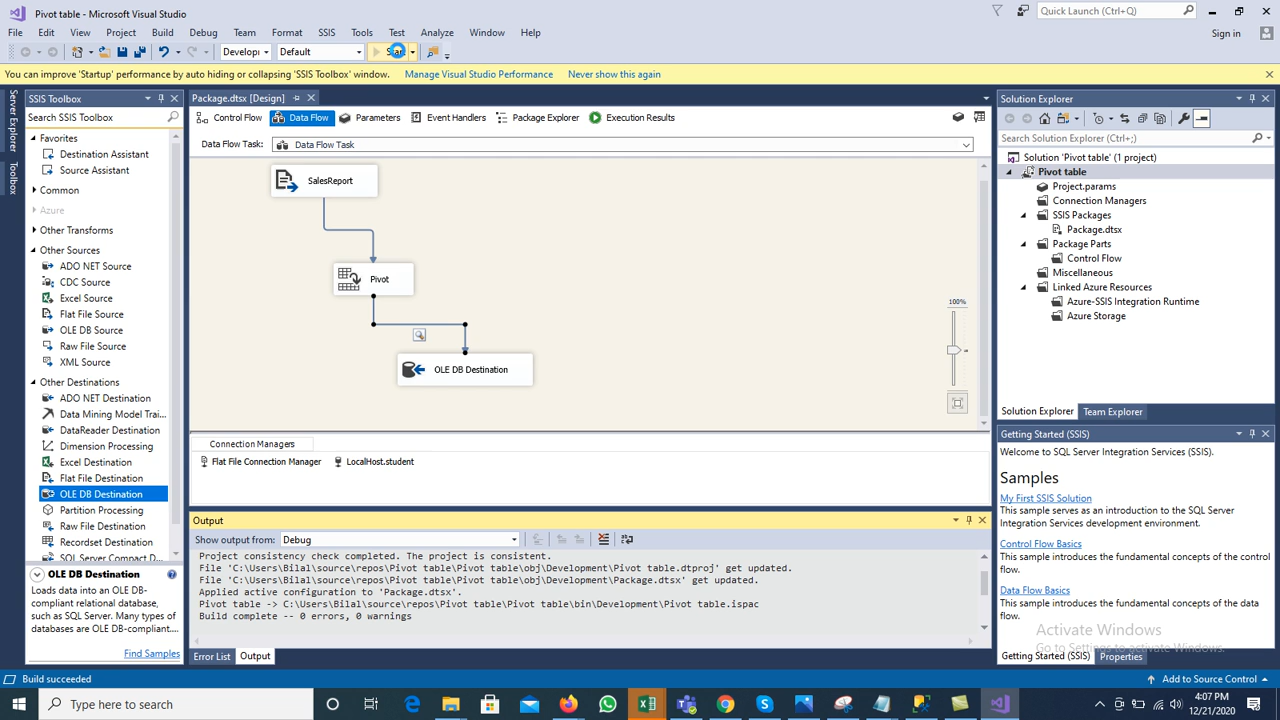 Pivot table - Microsoft Visual Studio
Quick Launch (Ctrl+Q)
File Edit View Project Build Debug Team Format SSIS Tools Test Analyze Window Help
Sign in
Develop Default
You can improve 'Startup' performance by auto hiding or collapsing 'SSIS Toolbox' window. Manage Visual Studio Performance Never show this again
Server Explorer
Toolbox
SSIS Toolbox
Search SSIS Toolbox
Favorites
Destination Assistant
Source Assistant
Common
Azure
Other Transforms
Other Sources
ADO NET Source
CDC Source
Excel Source
Flat File Source
OLE DB Source
Raw File Source
XML Source
Other Destinations
ADO NET Destination
Data Mining Model Trai...
DataReader Destination
Dimension Processing
Excel Destination
Flat File Destination
OLE DB Destination
Partition Processing
Raw File Destination
Recordset Destination
SQL Server Compact D...
OLE DB Destination
Loads data into an OLE DB-
compliant relational database,
such as SQL Server. Many types
of databases are OLE DB-compliant....
Find Samples
Package.dtsx [Design]
Control Flow Data Flow Parameters Event Handlers Package Explorer Execution Results
Data Flow Task: Data Flow Task
SalesReport
Pivot
OLE DB Destination
100%
Connection Managers
Flat File Connection Manager LocalHost.student
Output
Show output from: Debug
Project consistency check completed. The project is consistent.
File 'C:\Users\Bilal\source\repos\Pivot table\Pivot table\obj\Development\Pivot table.dtproj' get updated.
File 'C:\Users\Bilal\source\repos\Pivot table\Pivot table\obj\Development\Package.dtsx' get updated.
Applied active configuration to 'Package.dtsx'.
Pivot table -> C:\Users\Bilal\source\repos\Pivot table\Pivot table\bin\Development\Pivot table.ispac
Build complete -- 0 errors, 0 warnings
Error List Output
Solution Explorer
Search Solution Explorer (Ctrl+;)
Solution 'Pivot table' (1 project)
Pivot table
Project.params
Connection Managers
SSIS Packages
Package.dtsx
Package Parts
Control Flow
Miscellaneous
Linked Azure Resources
Azure-SSIS Integration Runtime
Azure Storage
Solution Explorer Team Explorer
Getting Started (SSIS)
Welcome to SQL Server Integration Services (SSIS).
Samples
My First SSIS Solution
This sample serves as an introduction to the SQL Server
Integration Services development environment.
Control Flow Basics
This sample introduces the fundamental concepts of the control
flow.
Data Flow Basics
This sample introduces the fundamental concepts of the data
flow.
Activate Windows
Go to Settings to activate Windows.
Getting Started (SSIS) Properties
Build succeeded
Add to Source Control
Type here to search
4:07 PM
12/21/2020